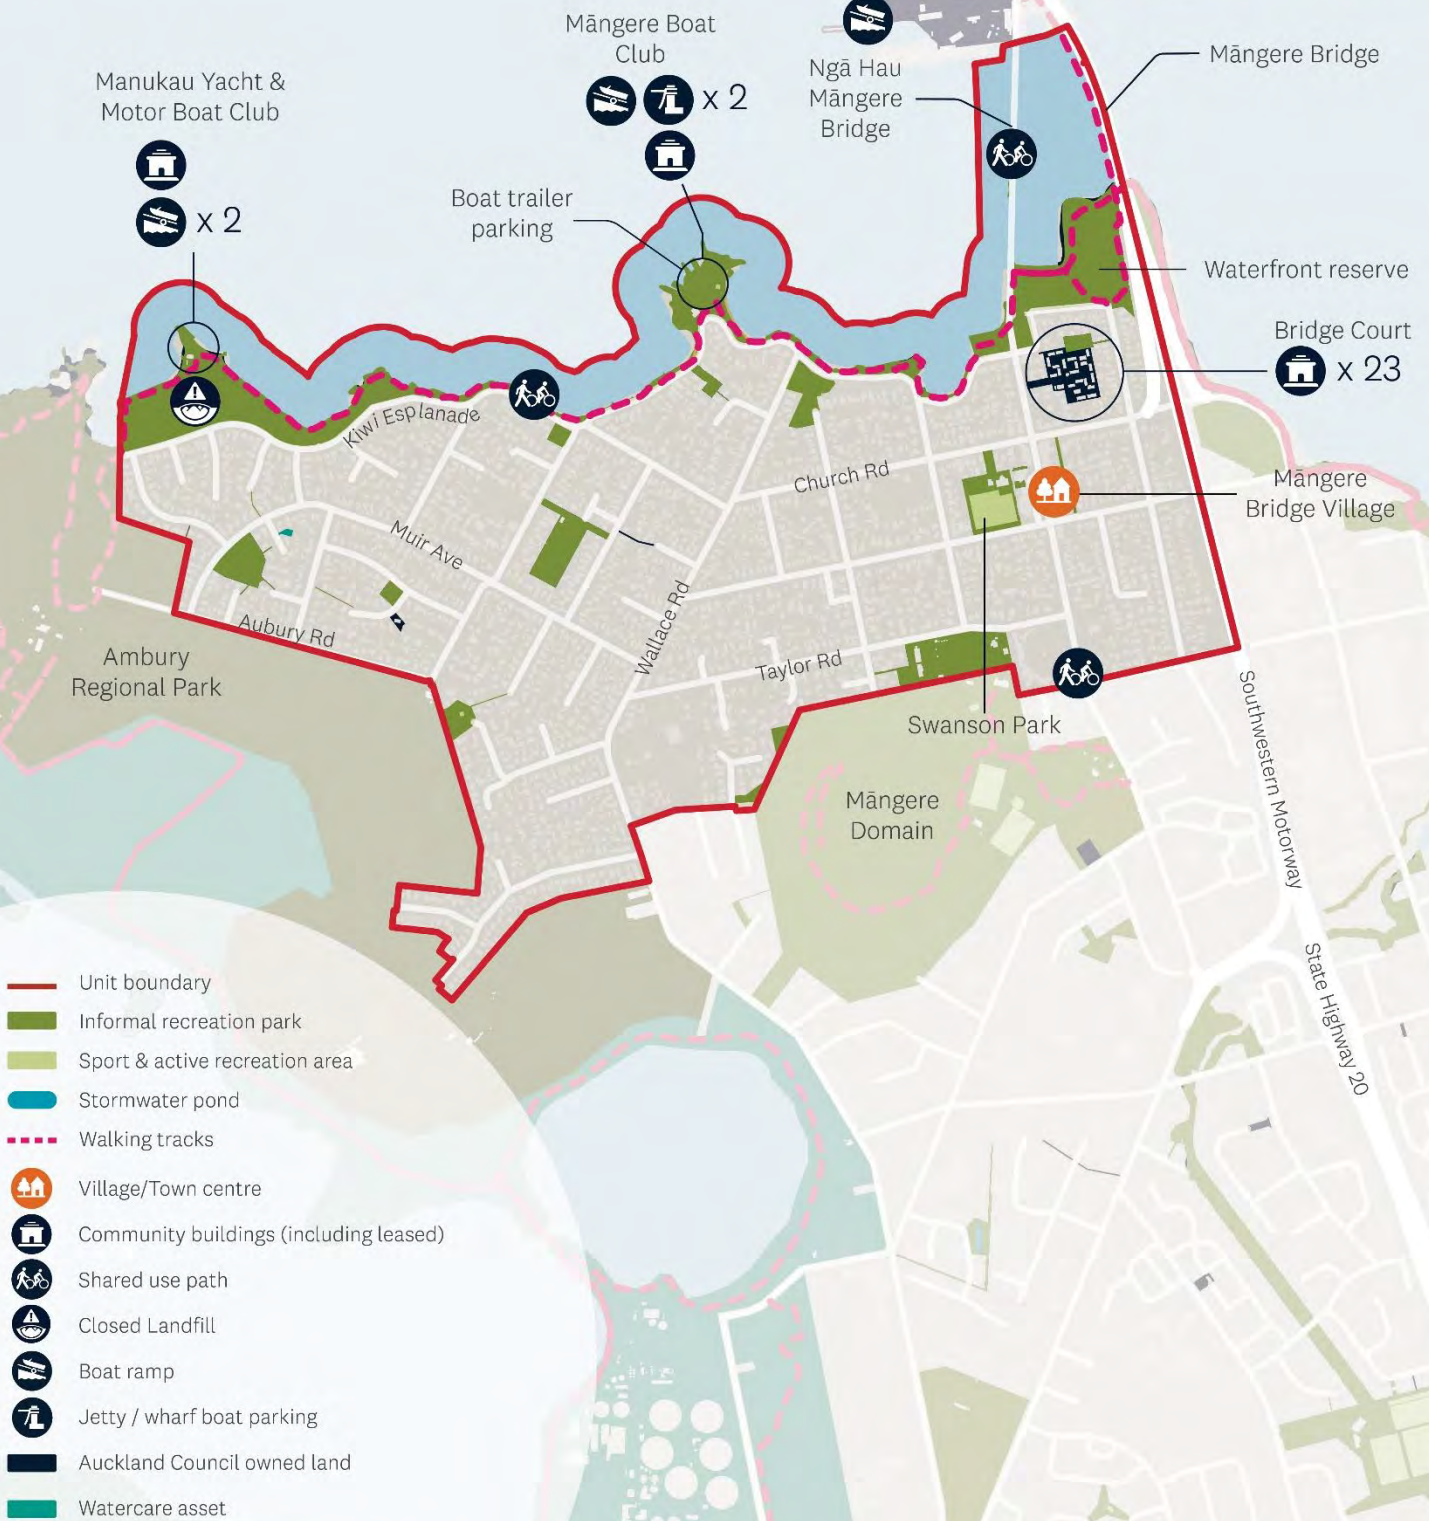 Māngere Boat
Club
x 2
Manukau Yacht &
Motor Boat Club
x 2
Ngā Hau
Māngere
Bridge
Māngere Bridge
Boat trailer
parking
Waterfront reserve
Bridge Court
x 23
Kiwi Esplanade
Church Rd
Māngere
Bridge Village
Muir Ave
Wallace Rd
Aubury Rd
Taylor Rd
Ambury
Regional Park
Swanson Park
Southwestern Motorway
Māngere
Domain
State Highway 20
Unit boundary
Informal recreation park
Sport & active recreation area
Stormwater pond
Walking tracks
Village/Town centre
Community buildings (including leased)
Shared use path
Closed Landfill
Boat ramp
Jetty / wharf boat parking
Auckland Council owned land
Watercare asset